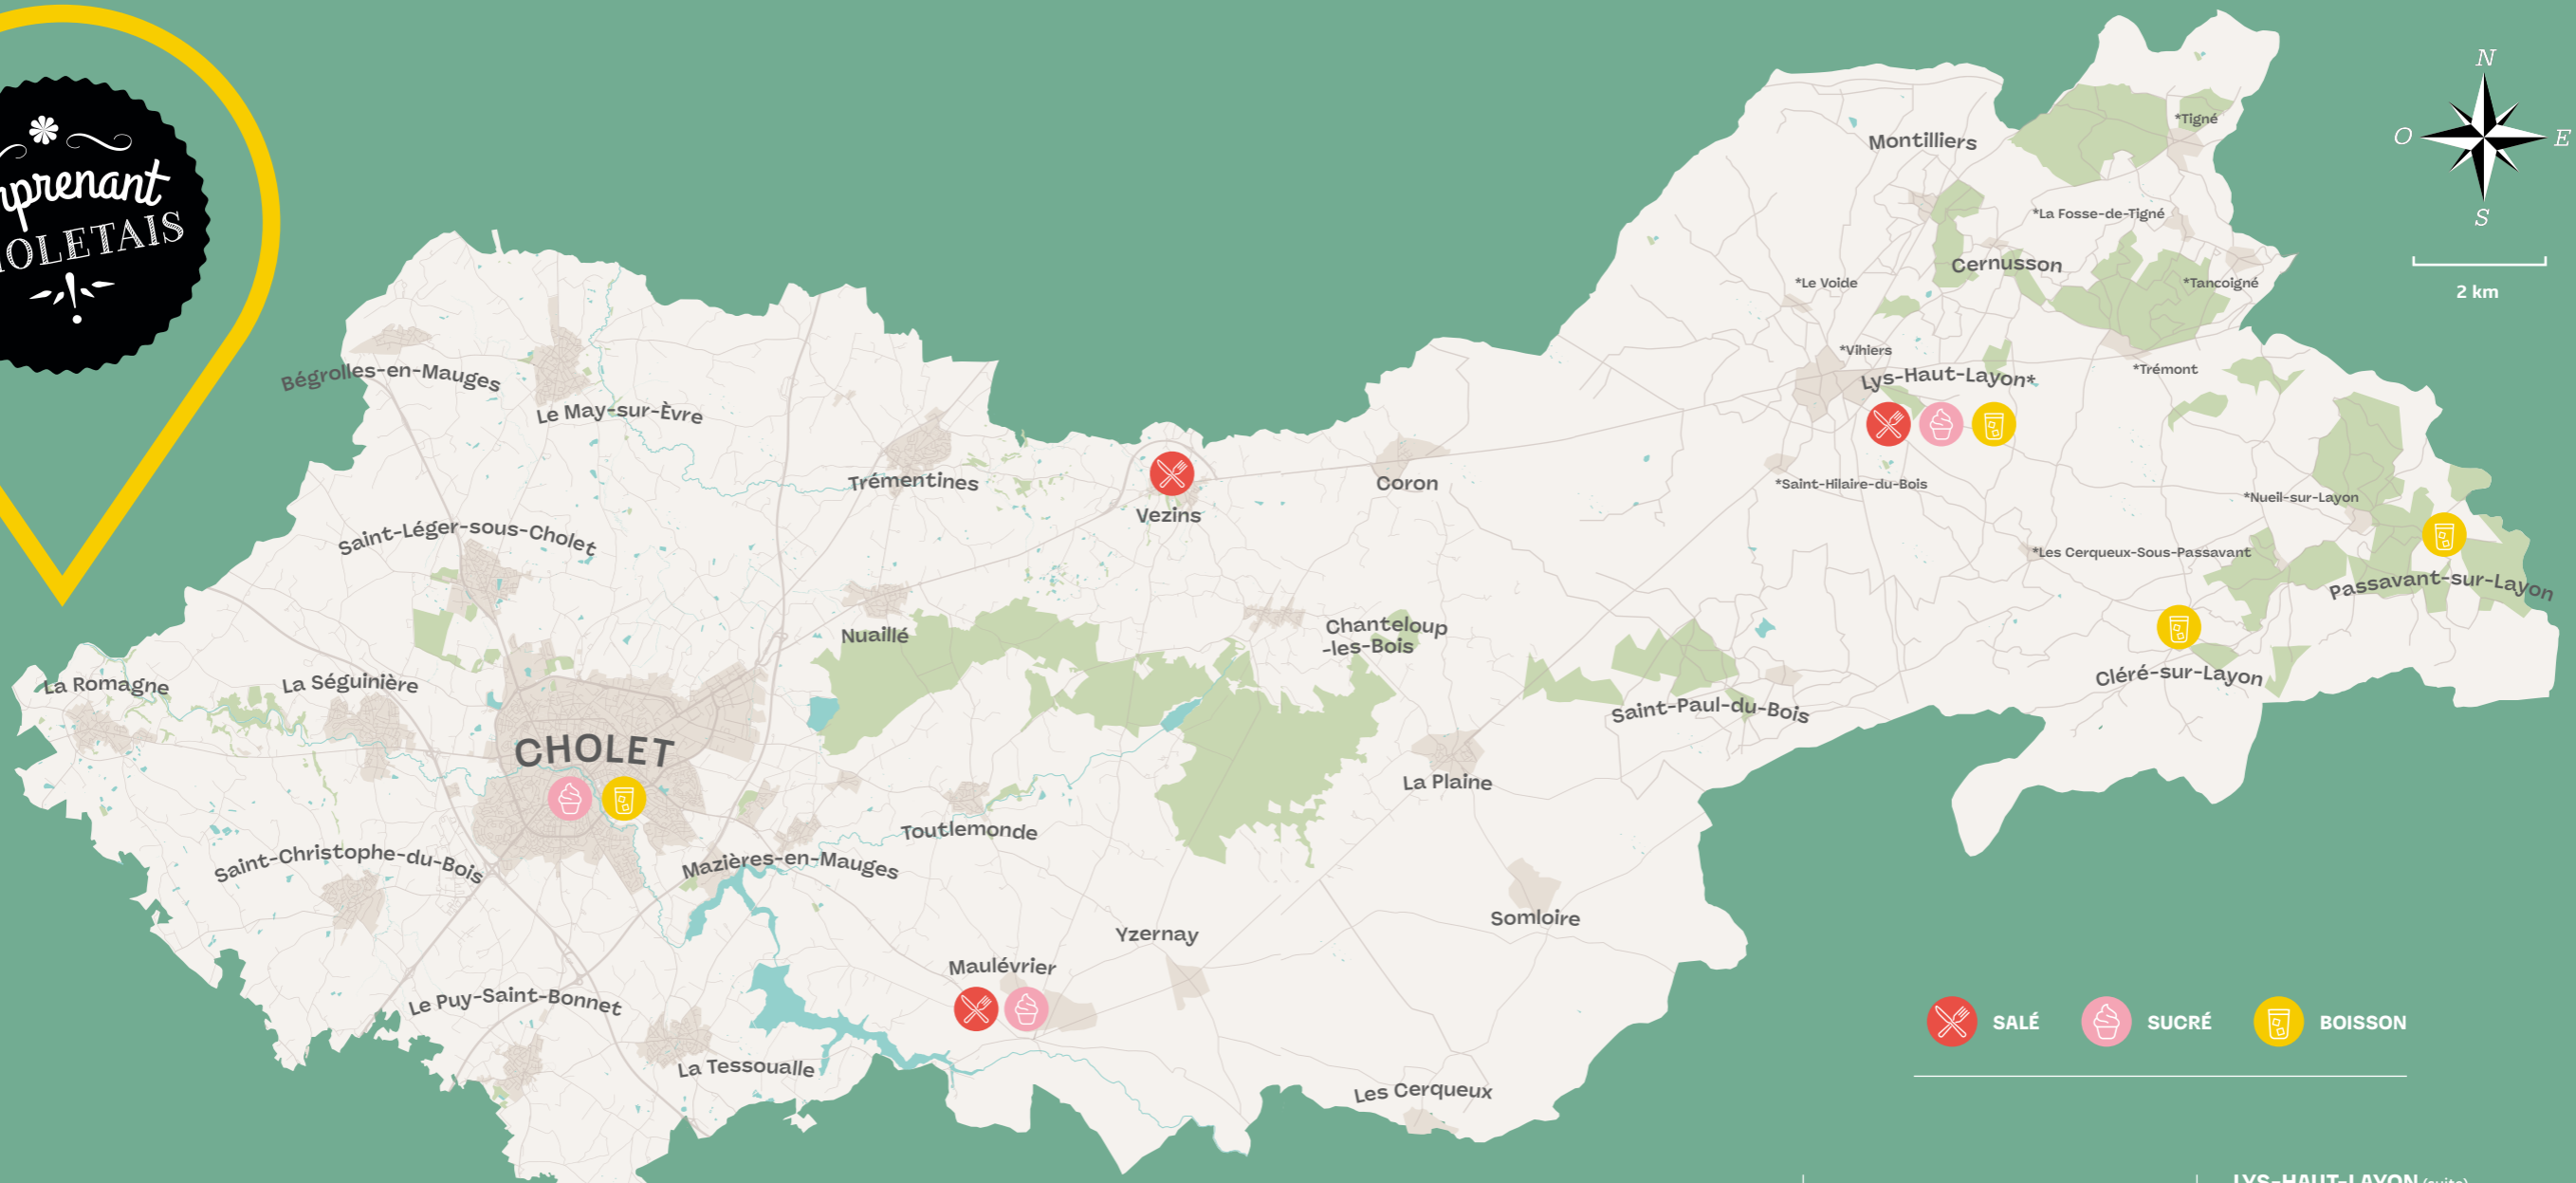 OLETAIS
N
O
E
S
2 km
Montilliers
*Tigné
*La Fosse-de-Tigné
Cernusson
*Le Voide
*Tancoigné
*Vihiers
*Trémont
Lys-Haut-Layon*
Bégrolles-en-Mauges
Le May-sur-Èvre
Trémentines
Vezins
Coron
*Saint-Hilaire-du-Bois
*Nueil-sur-Layon
Saint-Léger-sous-Cholet
*Les Cerqueux-Sous-Passavant
Passavant-sur-Layon
Nuaillé
Chanteloup
-les-Bois
La Romagne
La Séguinière
Cléré-sur-Layon
Saint-Paul-du-Bois
CHOLET
La Plaine
Toutlemonde
Saint-Christophe-du-Bois
Mazières-en-Mauges
Somloire
Yzernay
Maulévrier
Le Puy-Saint-Bonnet
La Tessoualle
Les Cerqueux
SALÉ
SUCRÉ
BOISSON
LYS-HAUT-LAYON (suite)